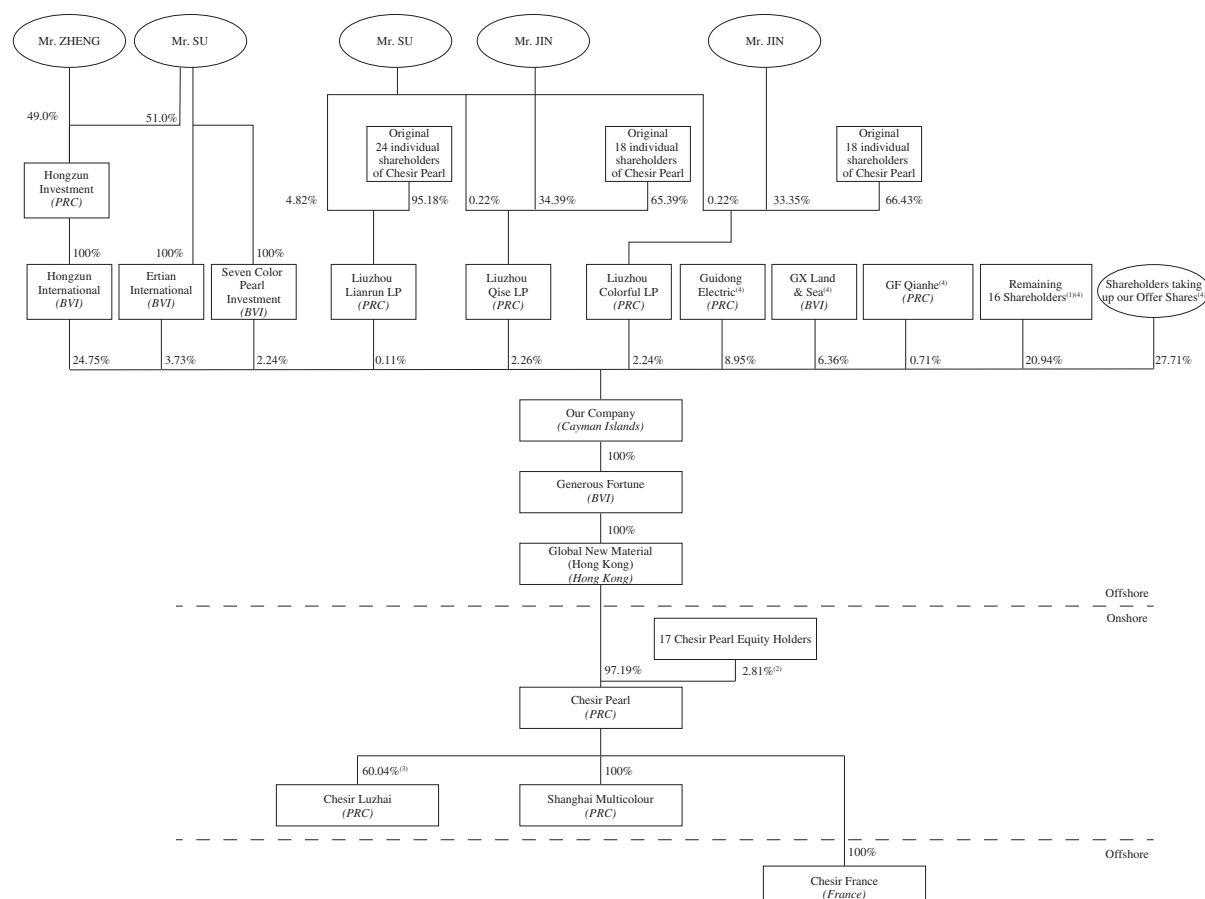 Mr. ZHENG
Mr. SU
Mr. SU
Mr. JIN
Mr. JIN
49.0%
51.0%
Original
24 individual
shareholders
of Chesir Pearl
Original
18 individual
shareholders
of Chesir Pearl
Original
18 individual
shareholders
of Chesir Pearl
Hongzun
Investment
(PRC)
4.82%
95.18%
0.22%
34.39%
65.39%
0.22%
33.35%
66.43%
100%
100%
100%
Hongzun
International
(BVI)
Ertian
International
(BVI)
Seven Color
Pearl
Investment
(BVI)
Liuzhou
Lianrun LP
(PRC)
Liuzhou
Qise LP
(PRC)
Liuzhou
Colorful LP
(PRC)
Guidong
Electric(4)
(PRC)
GX Land
& Sea(4)
(BVI)
GF Qianhe(4)
(PRC)
Remaining
16 Shareholders(1)(4)
Shareholders taking
up our Offer Shares(4)
24.75%
3.73%
2.24%
0.11%
2.26%
2.24%
8.95%
6.36%
0.71%
20.94%
27.71%
Our Company
(Cayman Islands)
100%
Generous Fortune
(BVI)
100%
Global New Material
(Hong Kong)
(Hong Kong)
Offshore
Onshore
17 Chesir Pearl Equity Holders
97.19%
2.81%(2)
Chesir Pearl
(PRC)
60.04%(3)
100%
Chesir Luzhai
(PRC)
Shanghai Multicolour
(PRC)
100%
Offshore
Chesir France
(France)